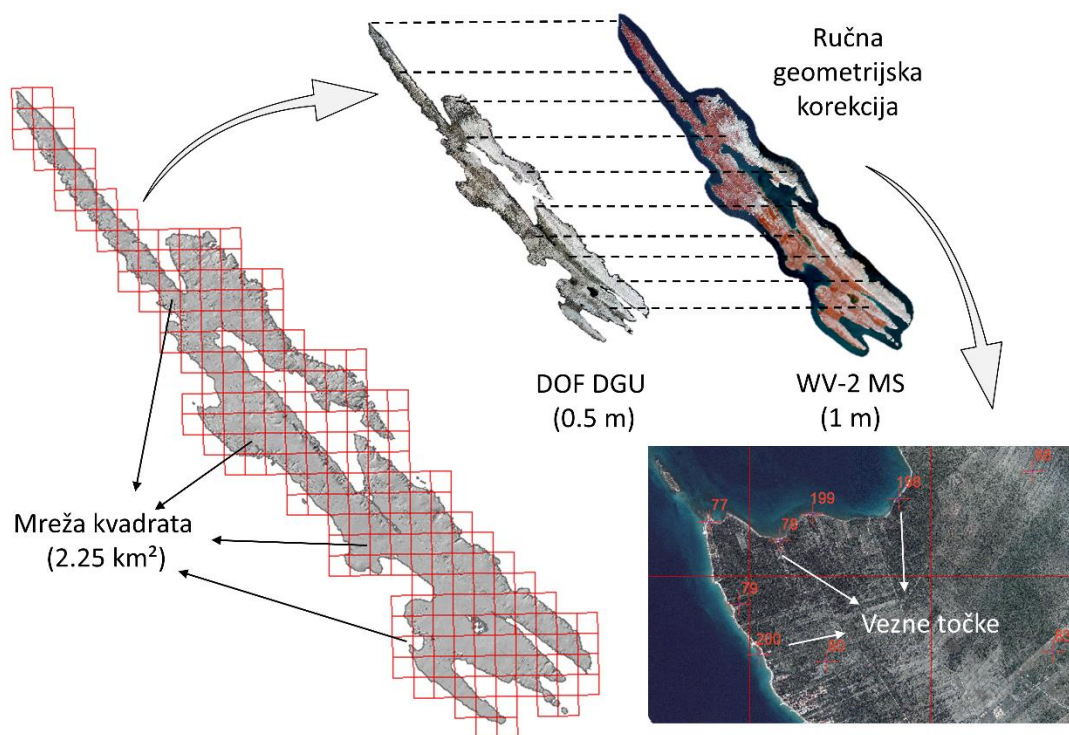 Ručna
geometrijska
korekcija
DOF DGU
(0.5 m)
WV-2 MS
(1 m)
Mreža kvadrata
(2.25 km²)
198
199
77
78
79
200
Vezne točke